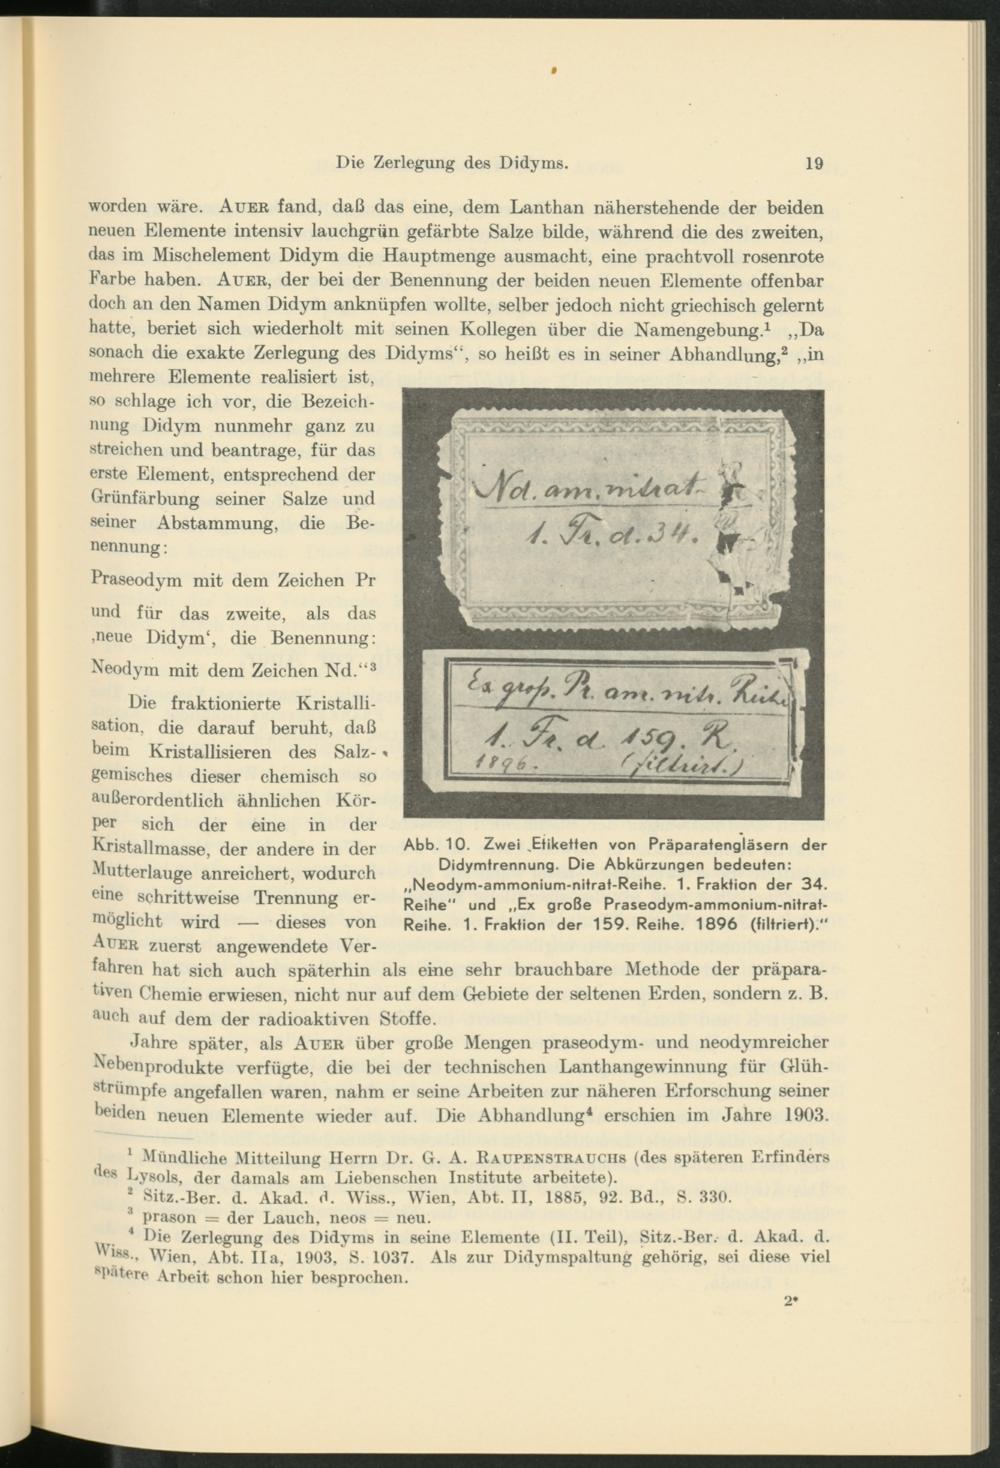 Die Zerlegung des Didyms. 19
worden wäre. AUER fand, daß das eine, dem Lanthan näherstehende der beiden
neuen Elemente intensiv lauchgrün gefärbte Salze bilde, während die des zweiten,
das im Mischelement Didym die Hauptmenge ausmacht, eine prachtvoll rosenrote
Farbe haben. AUER, der bei der Benennung der beiden neuen Elemente offenbar
doch an den Namen Didym anknüpfen wollte, selber jedoch nicht griechisch gelernt
hatte, beriet sich wiederholt mit seinen Kollegen über die Namengebung.¹ „Da
sonach die exakte Zerlegung des Didyms“, so heißt es in seiner Abhandlung,² „in
mehrere Elemente realisiert ist,
so schlage ich vor, die Bezeich-
nung Didym nunmehr ganz zu
streichen und beantrage, für das
erste Element, entsprechend der
Grünfärbung seiner Salze und
seiner Abstammung, die Be-
nennung:
Praseodym mit dem Zeichen Pr
und für das zweite, als das
‚neue Didym‘, die Benennung:
Neodym mit dem Zeichen Nd.“³
Die fraktionierte Kristalli-
sation, die darauf beruht, daß
beim Kristallisieren des Salz-
gemisches dieser chemisch so
außerordentlich ähnlichen Kör-
per sich der eine in der
Kristallmasse, der andere in der
Mutterlauge anreichert, wodurch
eine schrittweise Trennung er-
möglicht wird — dieses von
AUER zuerst angewendete Ver-
Nd. am. nitrat
1. Fr. d. 34.
Ex groß. Pr. am. nitr. Reihe
1. Fr. d. 159. R.
1896. (filtrirt.)
Abb. 10. Zwei Etiketten von Präparatengläsern der
Didymtrennung. Die Abkürzungen bedeuten:
„Neodym-ammonium-nitrat-Reihe. 1. Fraktion der 34.
Reihe“ und „Ex große Praseodym-ammonium-nitrat-
Reihe. 1. Fraktion der 159. Reihe. 1896 (filtriert).“
fahren hat sich auch späterhin als eine sehr brauchbare Methode der präpara-
tiven Chemie erwiesen, nicht nur auf dem Gebiete der seltenen Erden, sondern z. B.
auch auf dem der radioaktiven Stoffe.
Jahre später, als AUER über große Mengen praseodym- und neodymreicher
Nebenprodukte verfügte, die bei der technischen Lanthangewinnung für Glüh-
strümpfe angefallen waren, nahm er seine Arbeiten zur näheren Erforschung seiner
beiden neuen Elemente wieder auf. Die Abhandlung⁴ erschien im Jahre 1903.
¹ Mündliche Mitteilung Herrn Dr. G. A. RAUPENSTRAUCHS (des späteren Erfinders
des Lysols, der damals am Liebenschen Institute arbeitete).
² Sitz.-Ber. d. Akad. d. Wiss., Wien, Abt. II, 1885, 92. Bd., S. 330.
³ prason = der Lauch, neos = neu.
⁴ Die Zerlegung des Didyms in seine Elemente (II. Teil), Sitz.-Ber. d. Akad. d.
Wiss., Wien, Abt. IIa, 1903, S. 1037. Als zur Didymspaltung gehörig, sei diese viel
spätere Arbeit schon hier besprochen.
2*